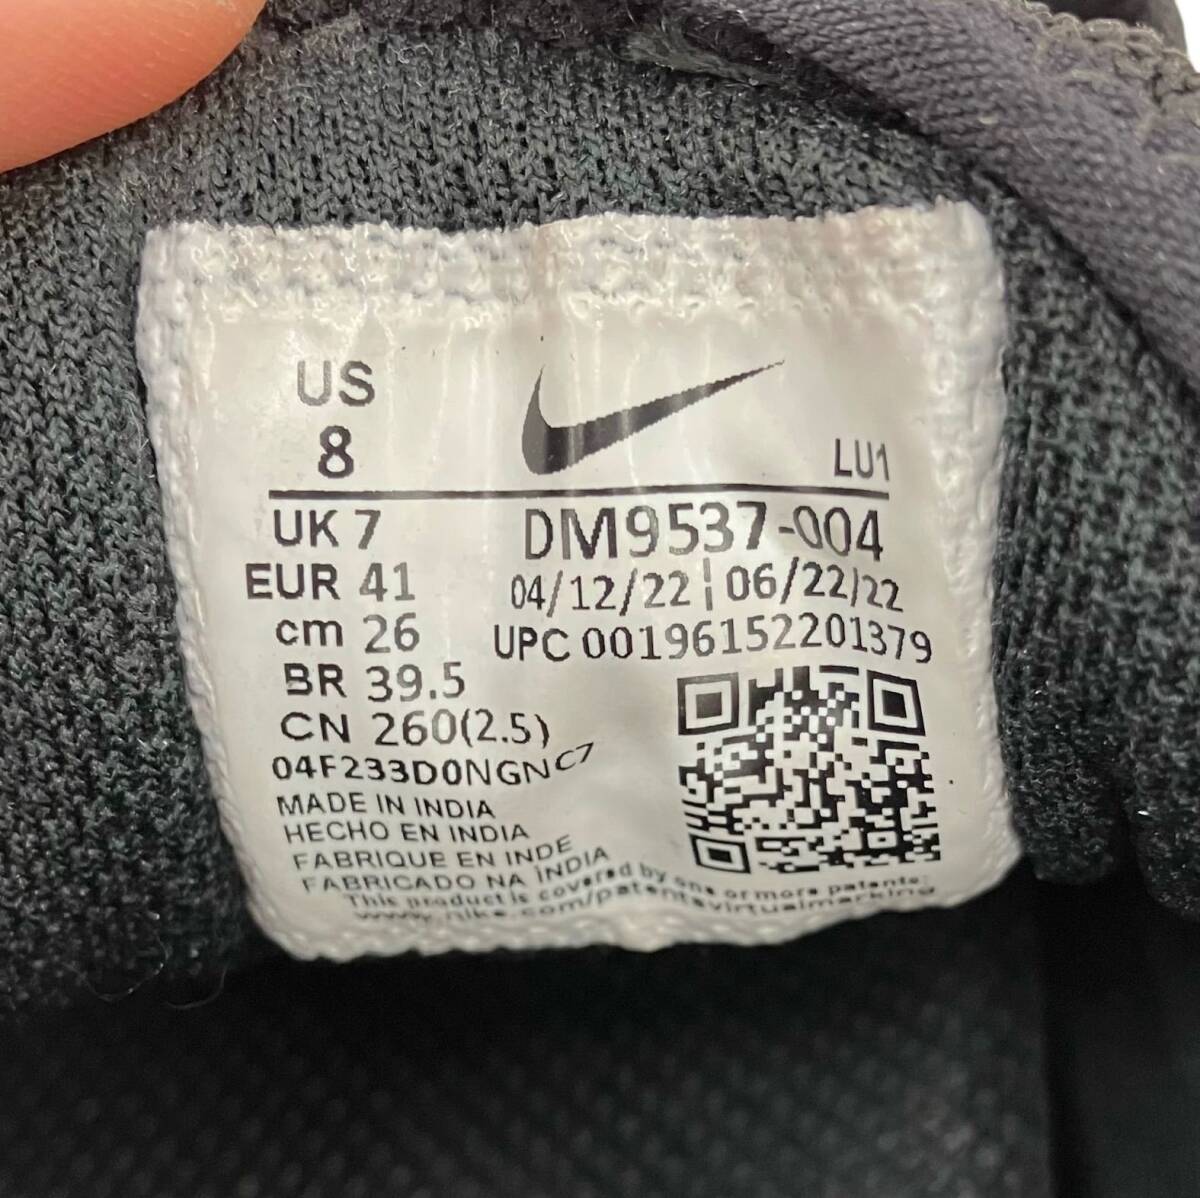 US
8
LU1
UK 7
DM9537-004
EUR 41
04/12/22 | 06/22/22
cm 26
UPC 00196152201379
BR 39.5
CN 260(2.5)
04F233D0NGNC7
MADE IN INDIA
HECHO EN INDIA
FABRIQUE EN INDE
FABRICADO NA ÍNDIA
This product is covered by one or more patents:
www.nike.com/patentsvirtualmarking